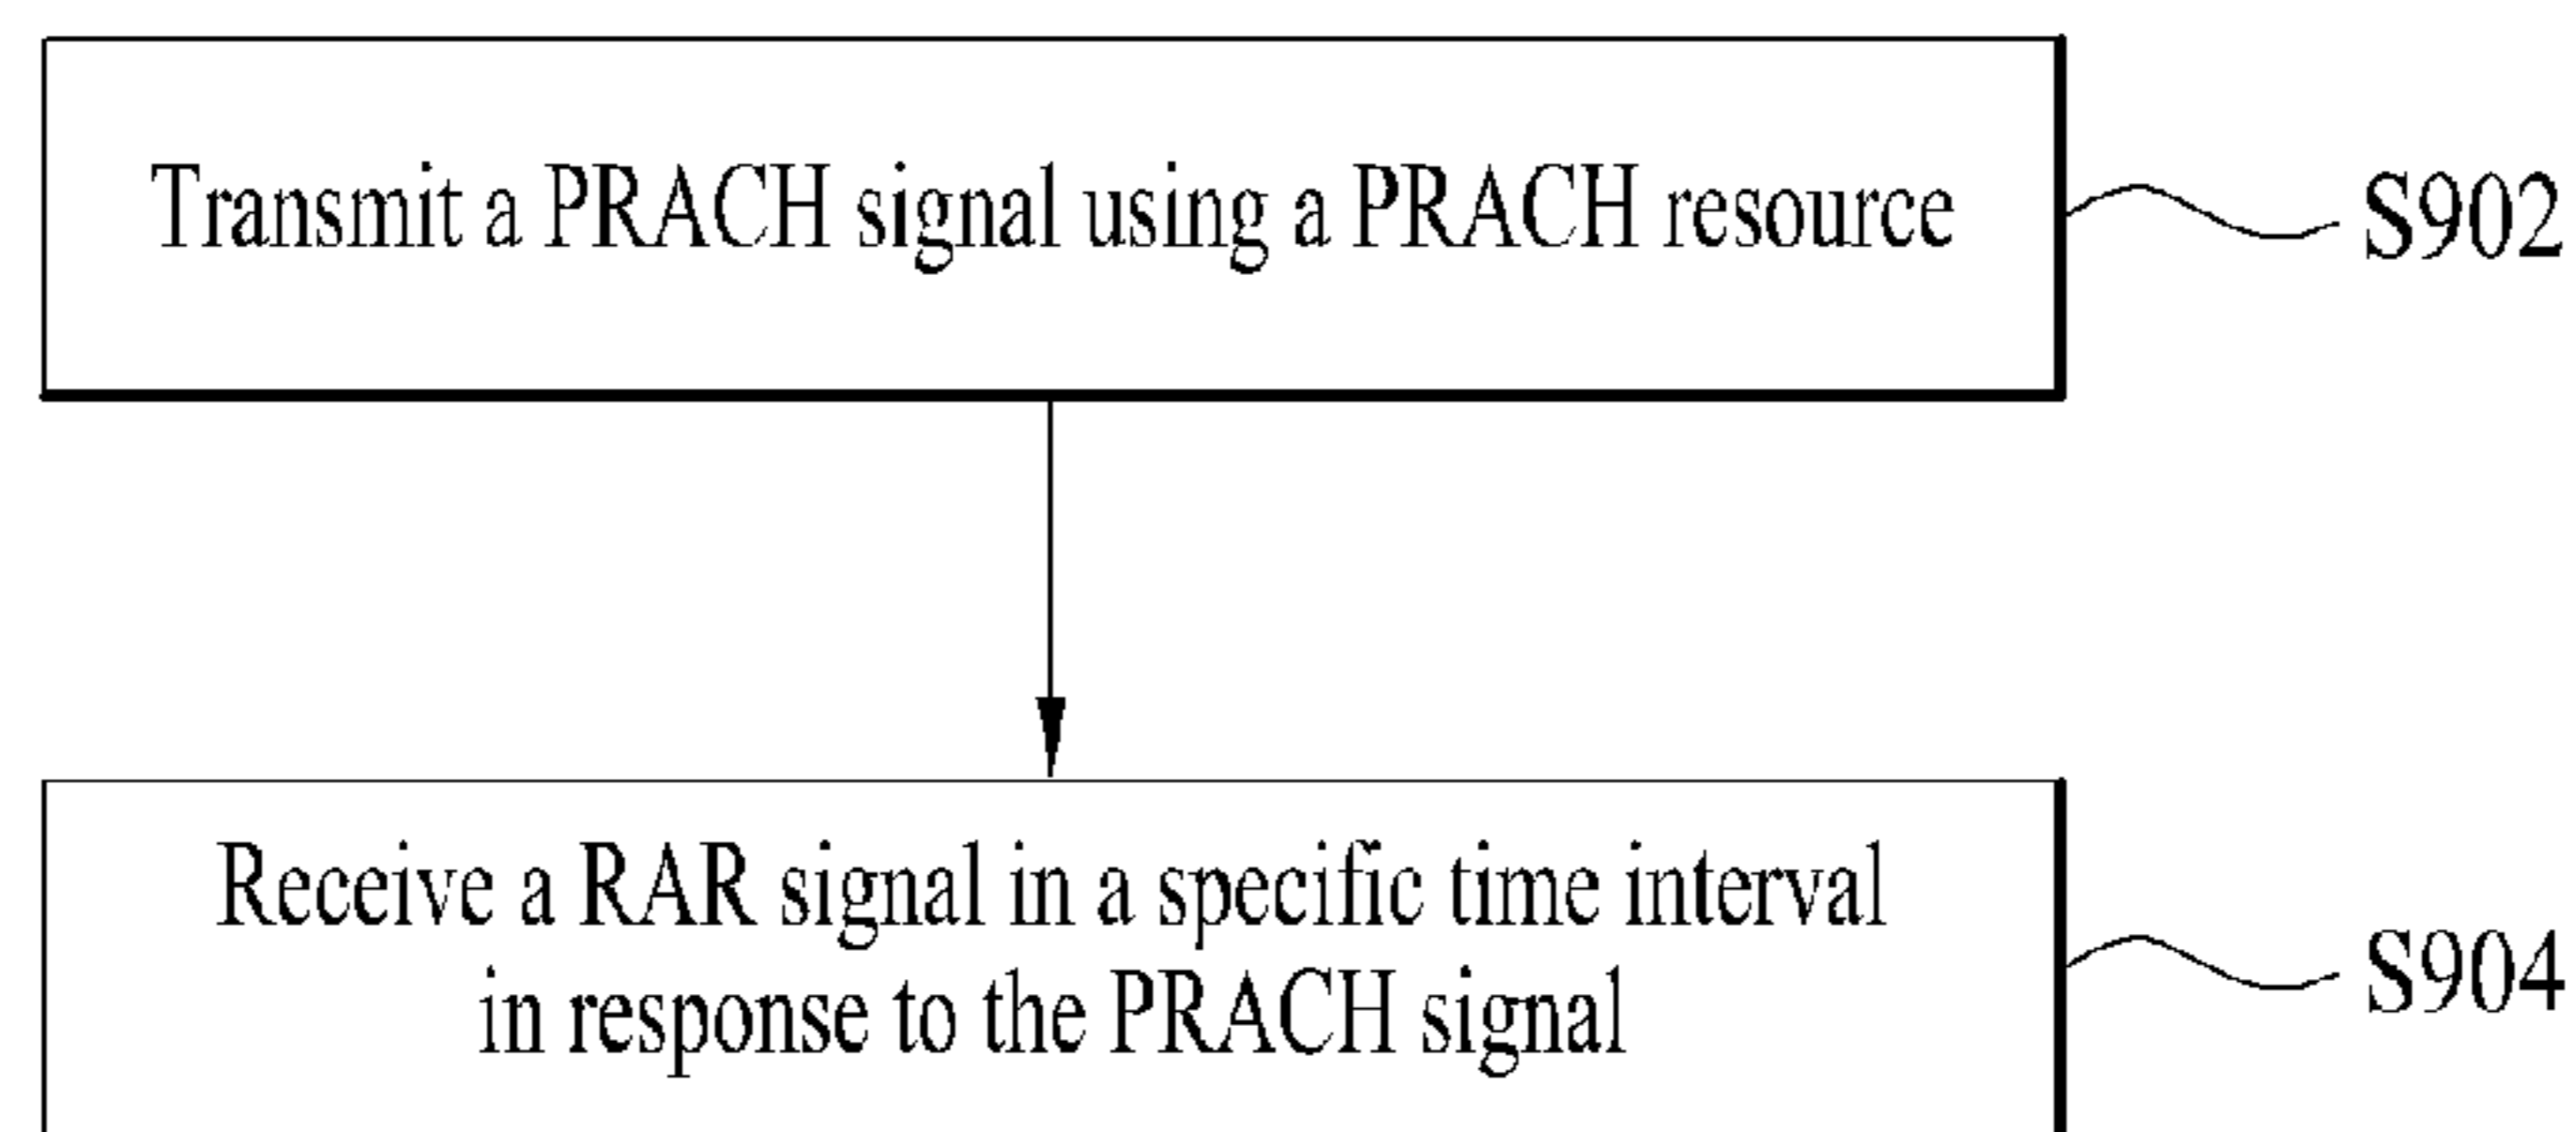 Transmit a PRACH signal using a PRACH resource
S902
Receive a RAR signal in a specific time interval
in response to the PRACH signal
S904